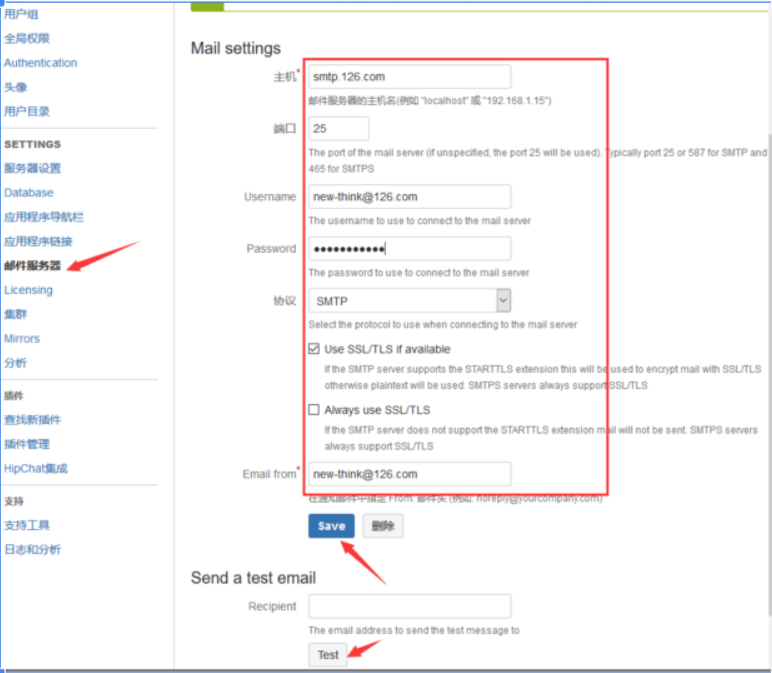 用户组
全局权限
Authentication
头像
用户目录
SETTINGS
服务器设置
Database
应用程序导航栏
应用程序链接
邮件服务器
Licensing
集群
Mirrors
分析
插件
查找新插件
插件管理
HipChat集成
支持
支持工具
日志和分析
Mail settings
主机*
smtp.126.com
邮件服务器的主机名(例如 "localhost" 或 "192.168.1.15")
端口
25
The port of the mail server (if unspecified, the port 25 will be used). Typically port 25 or 587 for SMTP and
465 for SMTPS
Username
new-think@126.com
The username to use to connect to the mail server
Password
•••••••••••
The password to use to connect to the mail server
协议
SMTP
Select the protocol to use when connecting to the mail server
Use SSL/TLS if available
If the SMTP server supports the STARTTLS extension this will be used to encrypt mail with SSL/TLS
otherwise plaintext will be used. SMTPS servers always support SSL/TLS
Always use SSL/TLS
If the SMTP server does not support the STARTTLS extension mail will not be sent. SMTPS servers
always support SSL/TLS
Email from*
new-think@126.com
在通知邮件中指定 From: 邮件头 (例如: noreply@yourcompany.com)
Save
删除
Send a test email
Recipient
The email address to send the test message to
Test